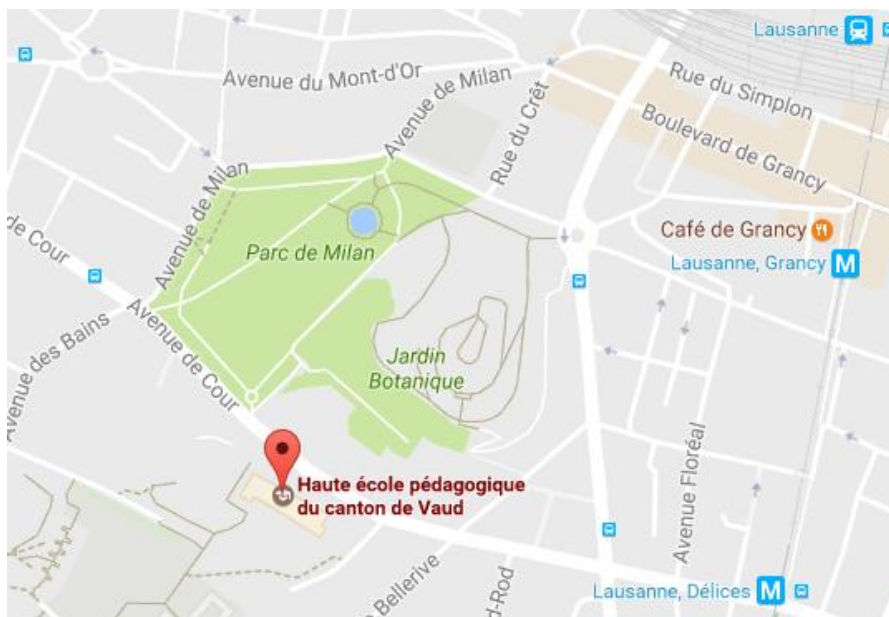 Lausanne
Avenue du Mont-d'Or
Avenue de Milan
Rue du Simplon
Rue du Crêt
Boulevard de Grancy
Avenue de Milan
de Cour
Parc de Milan
Café de Grancy
Lausanne, Grancy
M
Avenue des Bains
Avenue de Cour
Jardin
Botanique
Avenue Floréal
Haute école pédagogique
du canton de Vaud
Bellerive
d-Rod
Lausanne, Délices
M